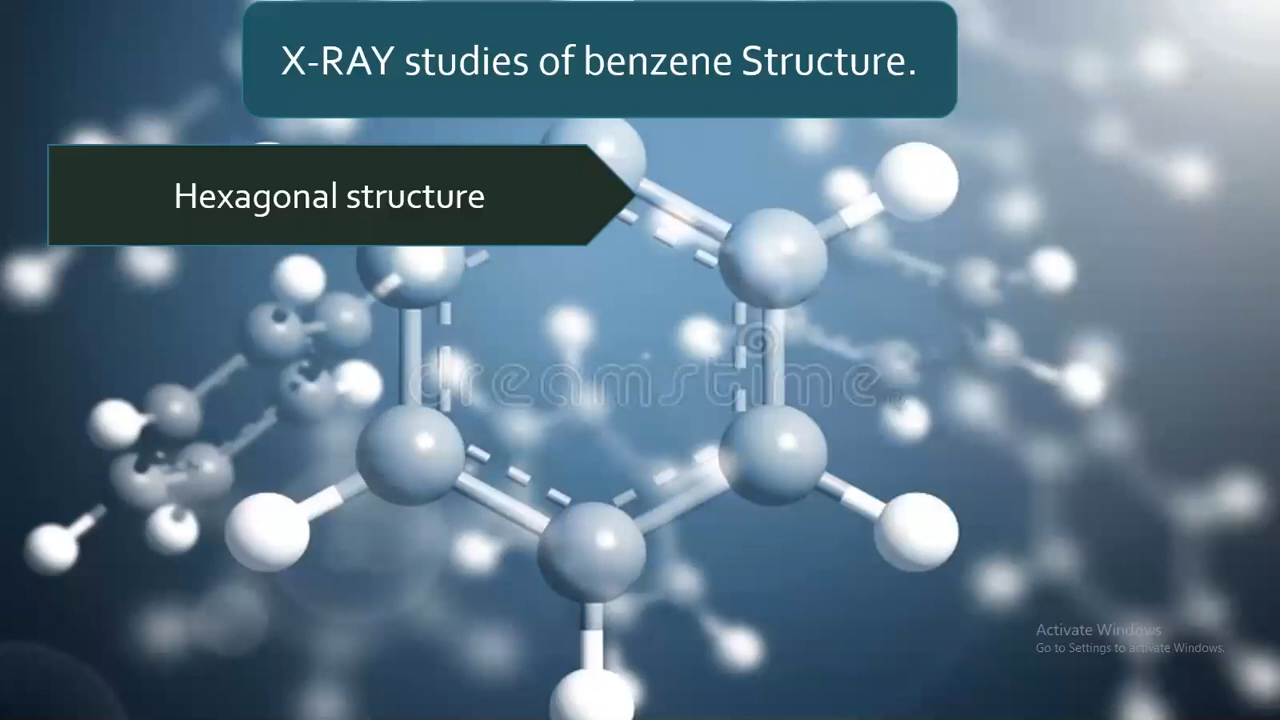 X-RAY studies of benzene Structure.
Hexagonal structure
dreamstime.
Activate Windows
Go to Settings to activate Windows.